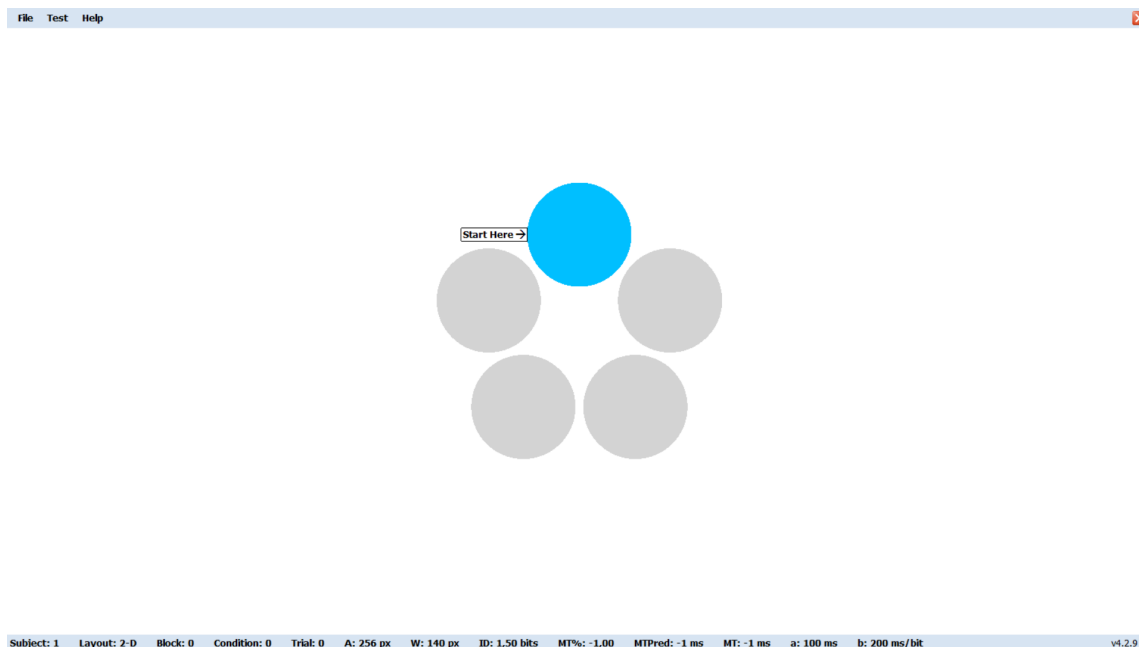 File Test Help
Start Here →
Subject: 1 Layout: 2-D Block: 0 Condition: 0 Trial: 0 A: 256 px W: 140 px ID: 1,50 bits MT%: -1,00 MTPred: -1 ms MT: -1 ms a: 100 ms b: 200 ms/bit v4.2.9